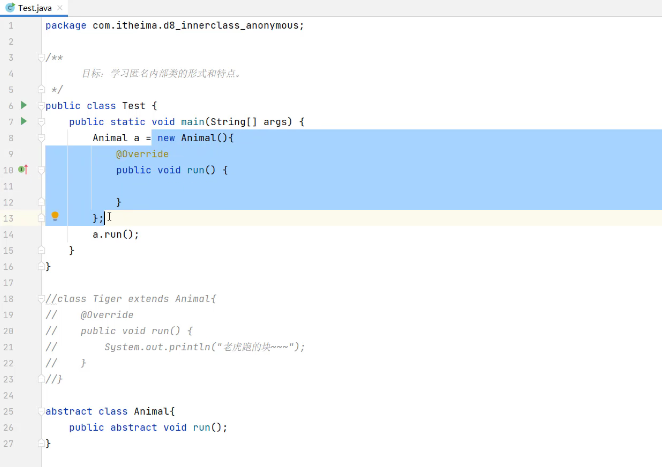 Test.java
1 package com.itheima.d8_innerclass_anonymous;
2
3 /**
4 目标：学习匿名内部类的形式和特点。
5 */
6 public class Test {
7 public static void main(String[] args) {
8 Animal a = new Animal(){
9 @Override
10 public void run() {
11
12 }
13 };
14 a.run();
15 }
16 }
17
18 //class Tiger extends Animal{
19 // @Override
20 // public void run() {
21 // System.out.println("老虎跑的块~~~");
22 // }
23 //}
24
25 abstract class Animal{
26 public abstract void run();
27 }